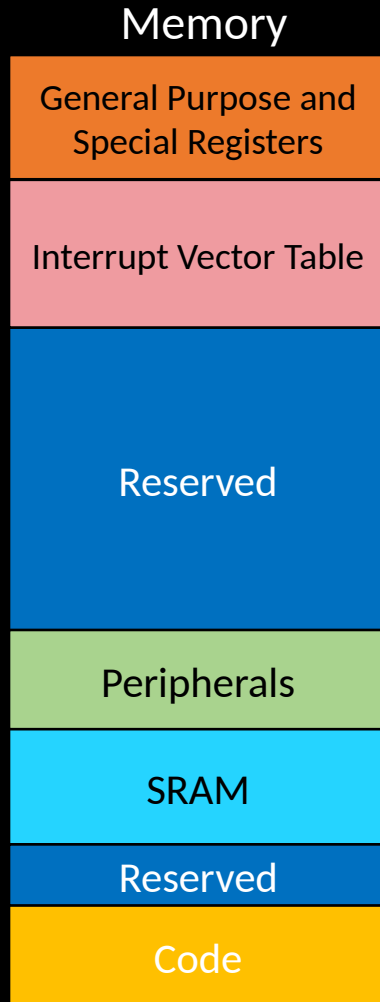 Memory
General Purpose and
Special Registers
Interrupt Vector Table
Reserved
Peripherals
SRAM
Reserved
Code